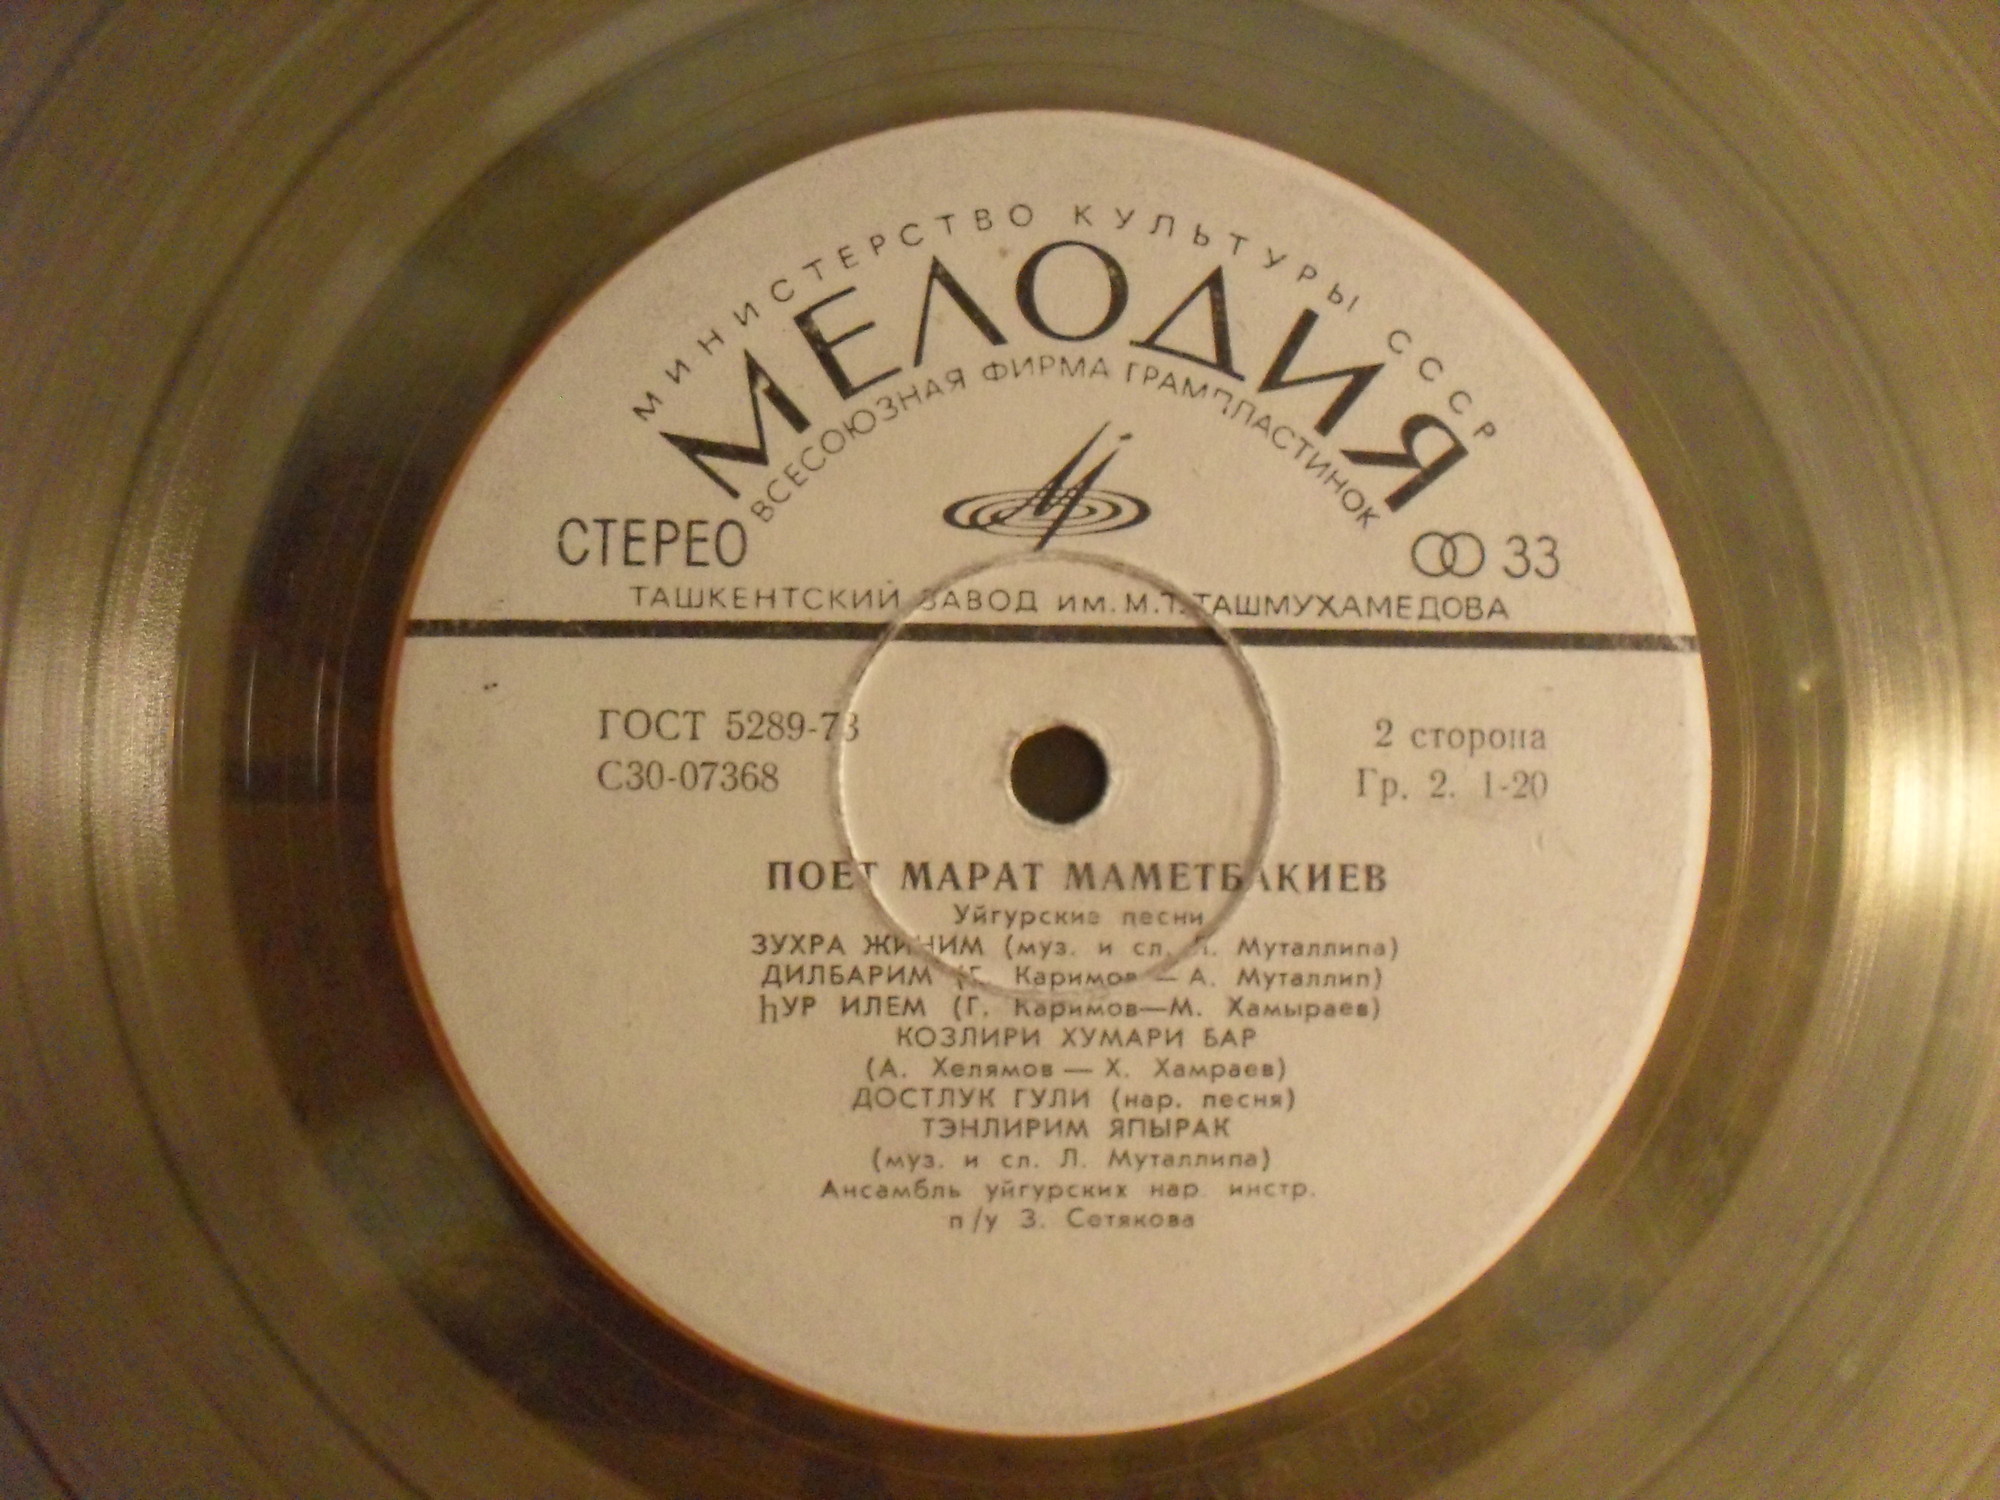 МИНИСТЕРСТВО КУЛЬТУРЫ СССР
МЕЛОДИЯ
ВСЕСОЮЗНАЯ ФИРМА ГРАМПЛАСТИНОК
СТЕРЕО 33
ТАШКЕНТСКИЙ ЗАВОД ИМ. М. Т. ТАШМУХАМЕДОВА
ГОСТ 5289-73 2 сторона
С30-07368 Гр. 2. 1-20
ПОЕТ МАРАТ МАМЕТБАКИЕВ
Уйгурские песни
ЗУХРА ЖИНИМ (муз. и сл. Муталлипа)
ДИЛБАРИМ (Г. Каримов — А. Муталлип)
ҺУР ИЛЕМ (Г. Каримов—М. Хамыраев)
КОЗЛИРИ ХУМАРИ БАР
(А. Хелямов — Х. Хамраев)
ДОСТЛУК ГУЛИ (нар. песня)
ТЭНЛИРИМ ЯПЫРАК
(муз. и сл. Л. Муталлипа)
Ансамбль уйгурских нар. инстр.
п/у З. Сетякова